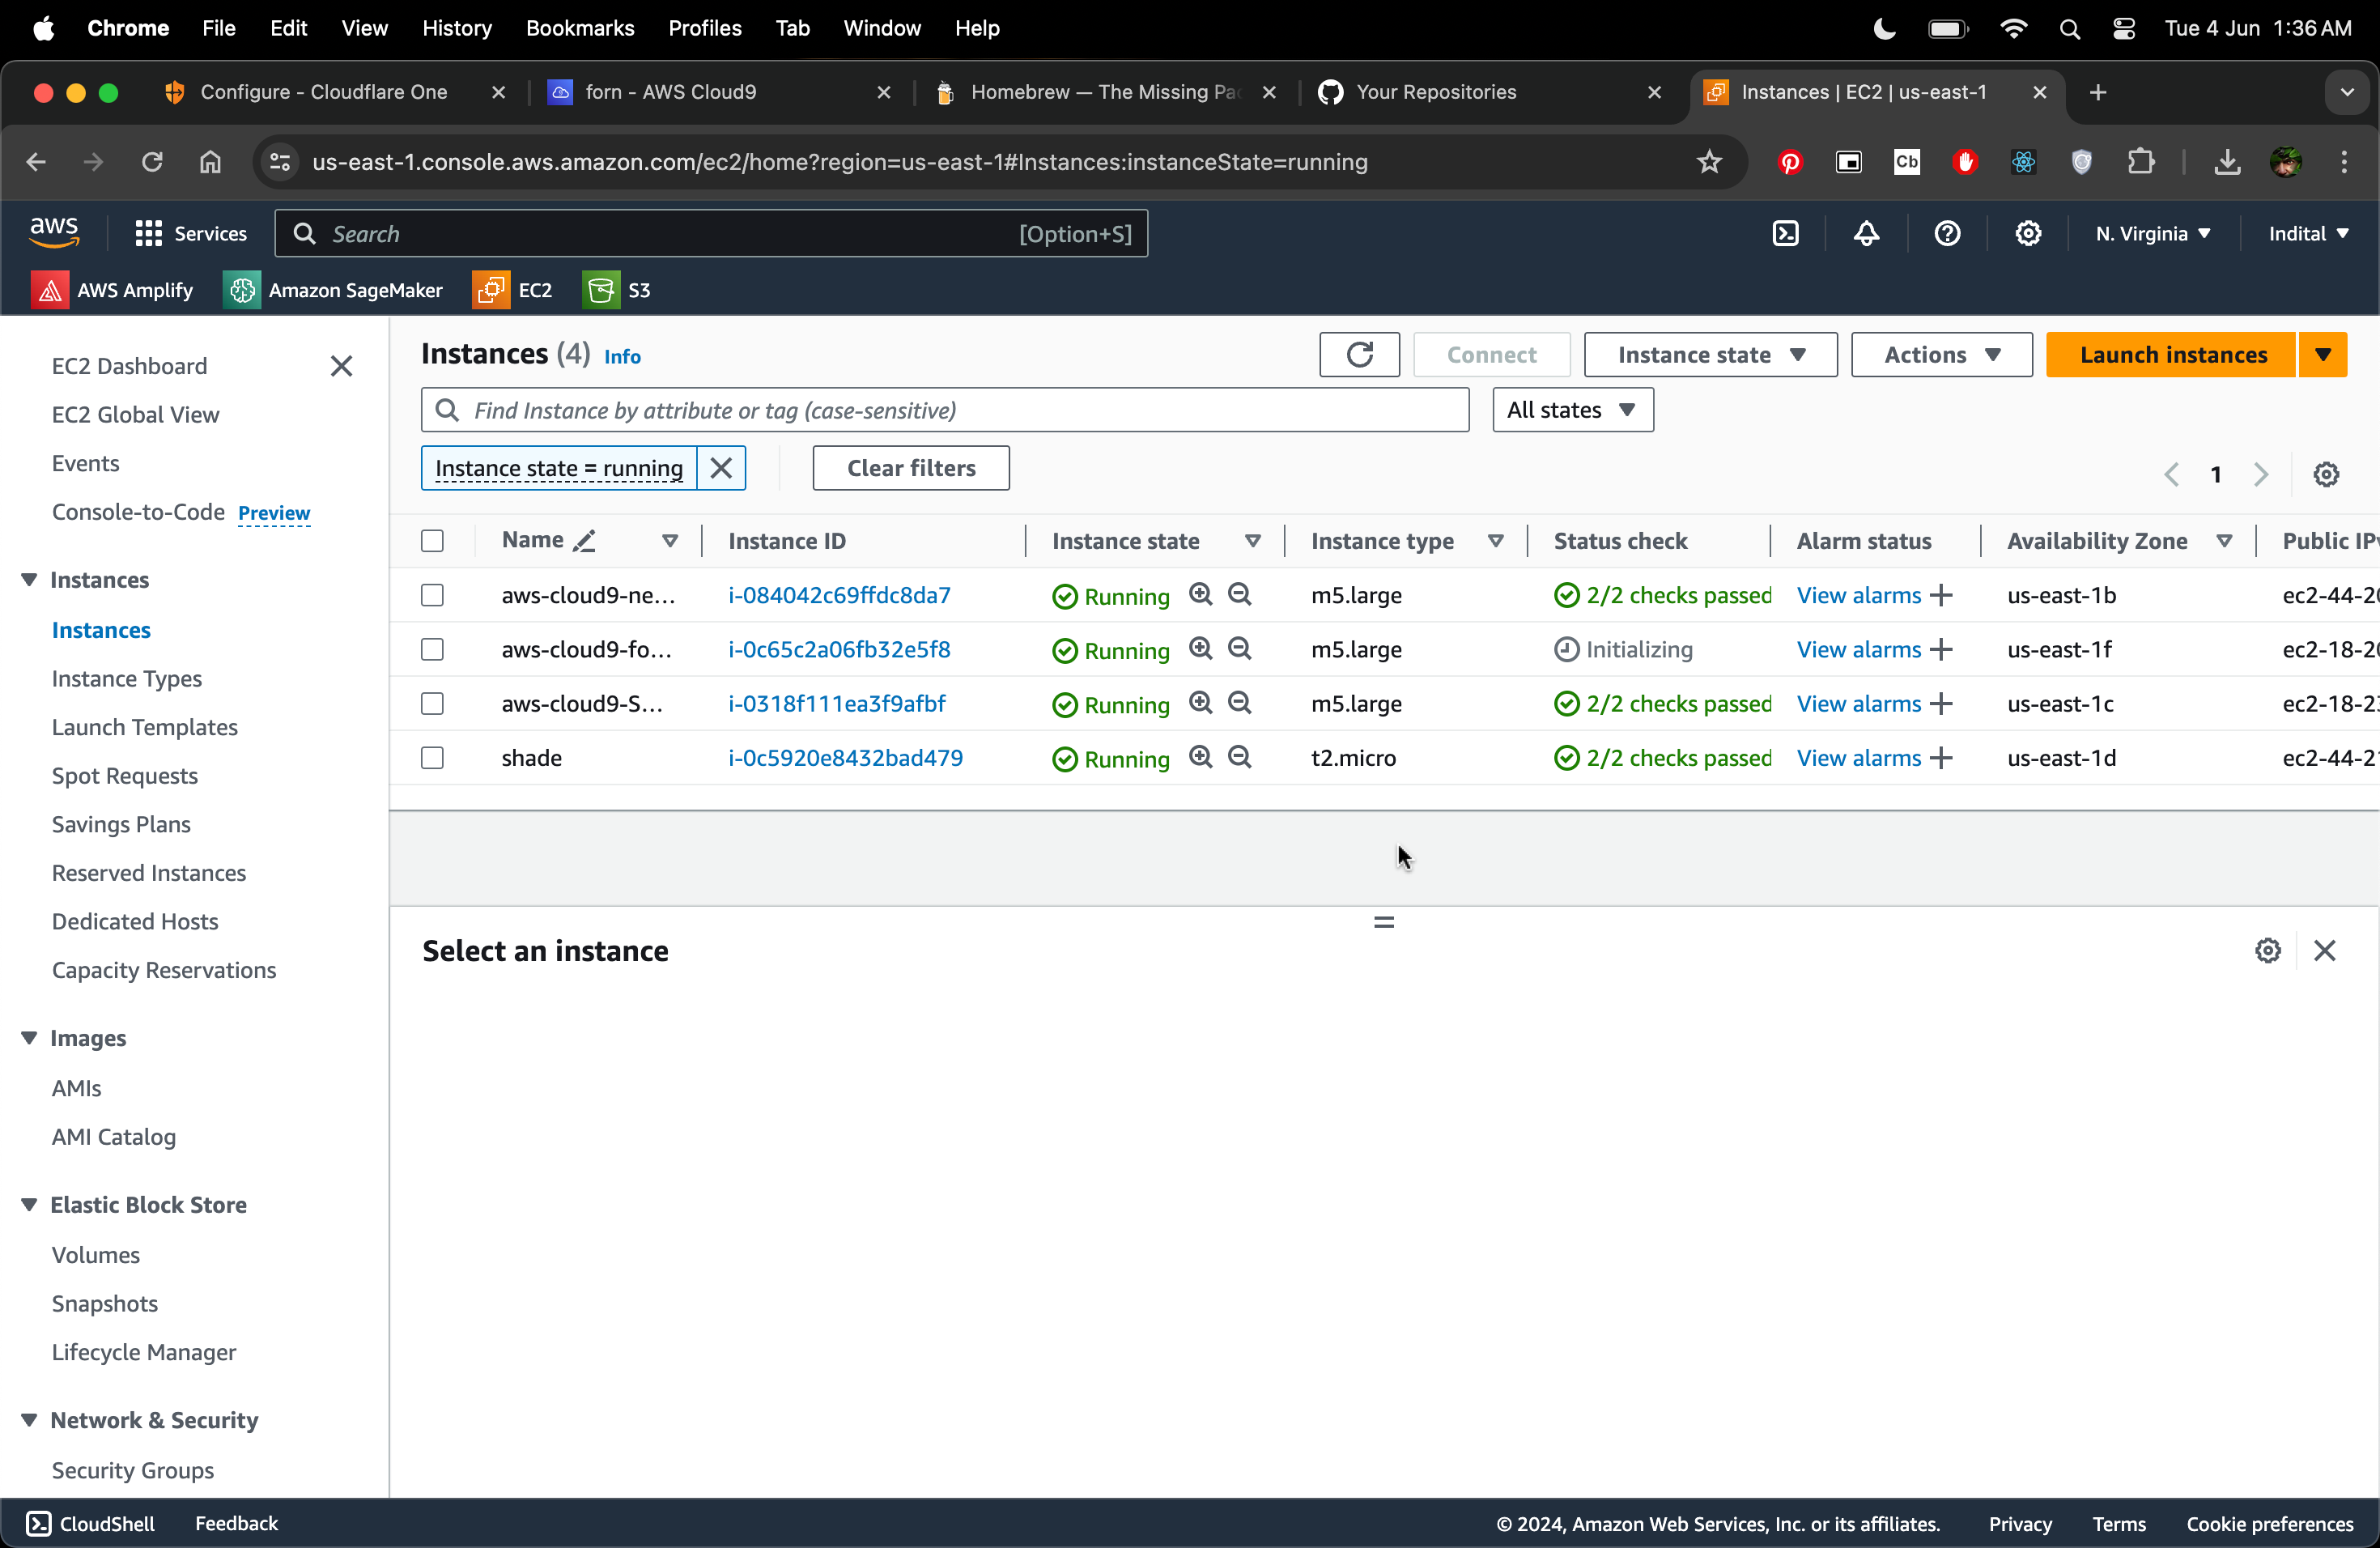 Chrome File Edit View History Bookmarks Profiles Tab Window Help Tue 4 Jun 1:36 AM
Configure - Cloudflare One forn - AWS Cloud9 Homebrew — The Missing Pac Your Repositories Instances | EC2 | us-east-1
us-east-1.console.aws.amazon.com/ec2/home?region=us-east-1#Instances:instanceState=running Cb
aws Services Search [Option+S] N. Virginia Indital
AWS Amplify Amazon SageMaker EC2 S3
EC2 Dashboard
EC2 Global View
Events
Console-to-Code Preview
Instances
Instances
Instance Types
Launch Templates
Spot Requests
Savings Plans
Reserved Instances
Dedicated Hosts
Capacity Reservations
Images
AMIs
AMI Catalog
Elastic Block Store
Volumes
Snapshots
Lifecycle Manager
Network & Security
Security Groups
Instances (4) Info Connect Instance state Actions Launch instances
Find Instance by attribute or tag (case-sensitive) All states
Instance state = running Clear filters 1
Name Instance ID Instance state Instance type Status check Alarm status Availability Zone Public IPv
aws-cloud9-ne... i-084042c69ffdc8da7 Running m5.large 2/2 checks passed View alarms us-east-1b ec2-44-20
aws-cloud9-fo... i-0c65c2a06fb32e5f8 Running m5.large Initializing View alarms us-east-1f ec2-18-20
aws-cloud9-S... i-0318f111ea3f9afbf Running m5.large 2/2 checks passed View alarms us-east-1c ec2-18-23
shade i-0c5920e8432bad479 Running t2.micro 2/2 checks passed View alarms us-east-1d ec2-44-21
Select an instance
CloudShell Feedback © 2024, Amazon Web Services, Inc. or its affiliates. Privacy Terms Cookie preferences